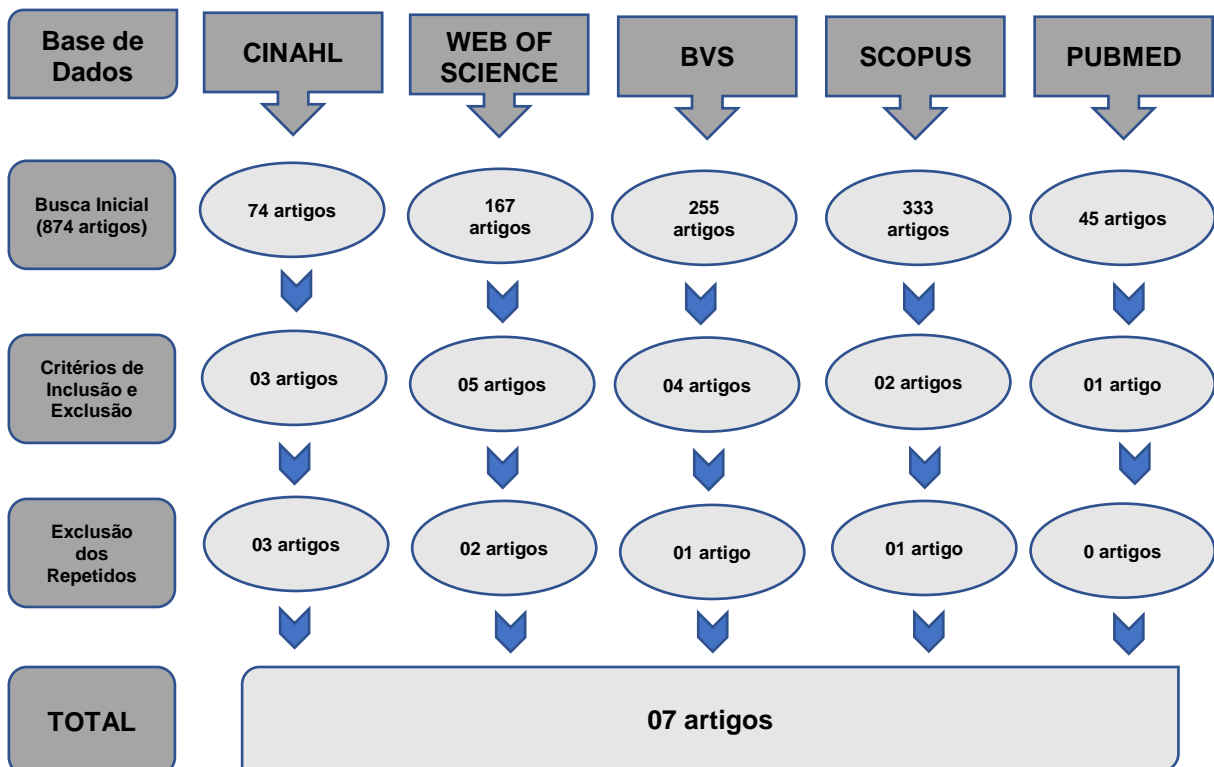 Base de
Dados
CINAHL
WEB OF
SCIENCE
BVS
SCOPUS
PUBMED
Busca Inicial
(874 artigos)
74 artigos
167
artigos
255
artigos
333
artigos
45 artigos
Critérios de
Inclusão e
Exclusão
03 artigos
05 artigos
04 artigos
02 artigos
01 artigo
Exclusão
dos
Repetidos
03 artigos
02 artigos
01 artigo
01 artigo
0 artigos
TOTAL
07 artigos